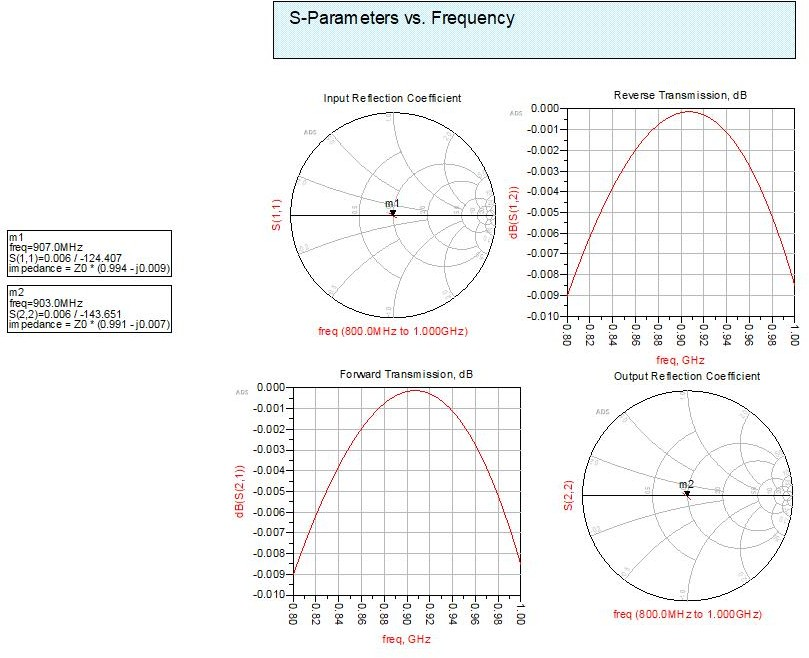 S-Parameters vs. Frequency
Input Reflection Coefficient
ADS
S(1,1)
m1
freq (800.0MHz to 1.000GHz)
Reverse Transmission, dB
ADS
dB(S(1,2))
0.000
-0.001
-0.002
-0.003
-0.004
-0.005
-0.006
-0.007
-0.008
-0.009
-0.010
0.80
0.82
0.84
0.86
0.88
0.90
0.92
0.94
0.96
0.98
1.00
freq, GHz
m1
freq=907.0MHz
S(1,1)=0.006 / -124.407
impedance = Z0 * (0.994 - j0.009)
m2
freq=903.0MHz
S(2,2)=0.006 / -143.651
impedance = Z0 * (0.991 - j0.007)
Forward Transmission, dB
ADS
dB(S(2,1))
0.000
-0.001
-0.002
-0.003
-0.004
-0.005
-0.006
-0.007
-0.008
-0.009
-0.010
0.80
0.82
0.84
0.86
0.88
0.90
0.92
0.94
0.96
0.98
1.00
freq, GHz
Output Reflection Coefficient
ADS
S(2,2)
m2
freq (800.0MHz to 1.000GHz)